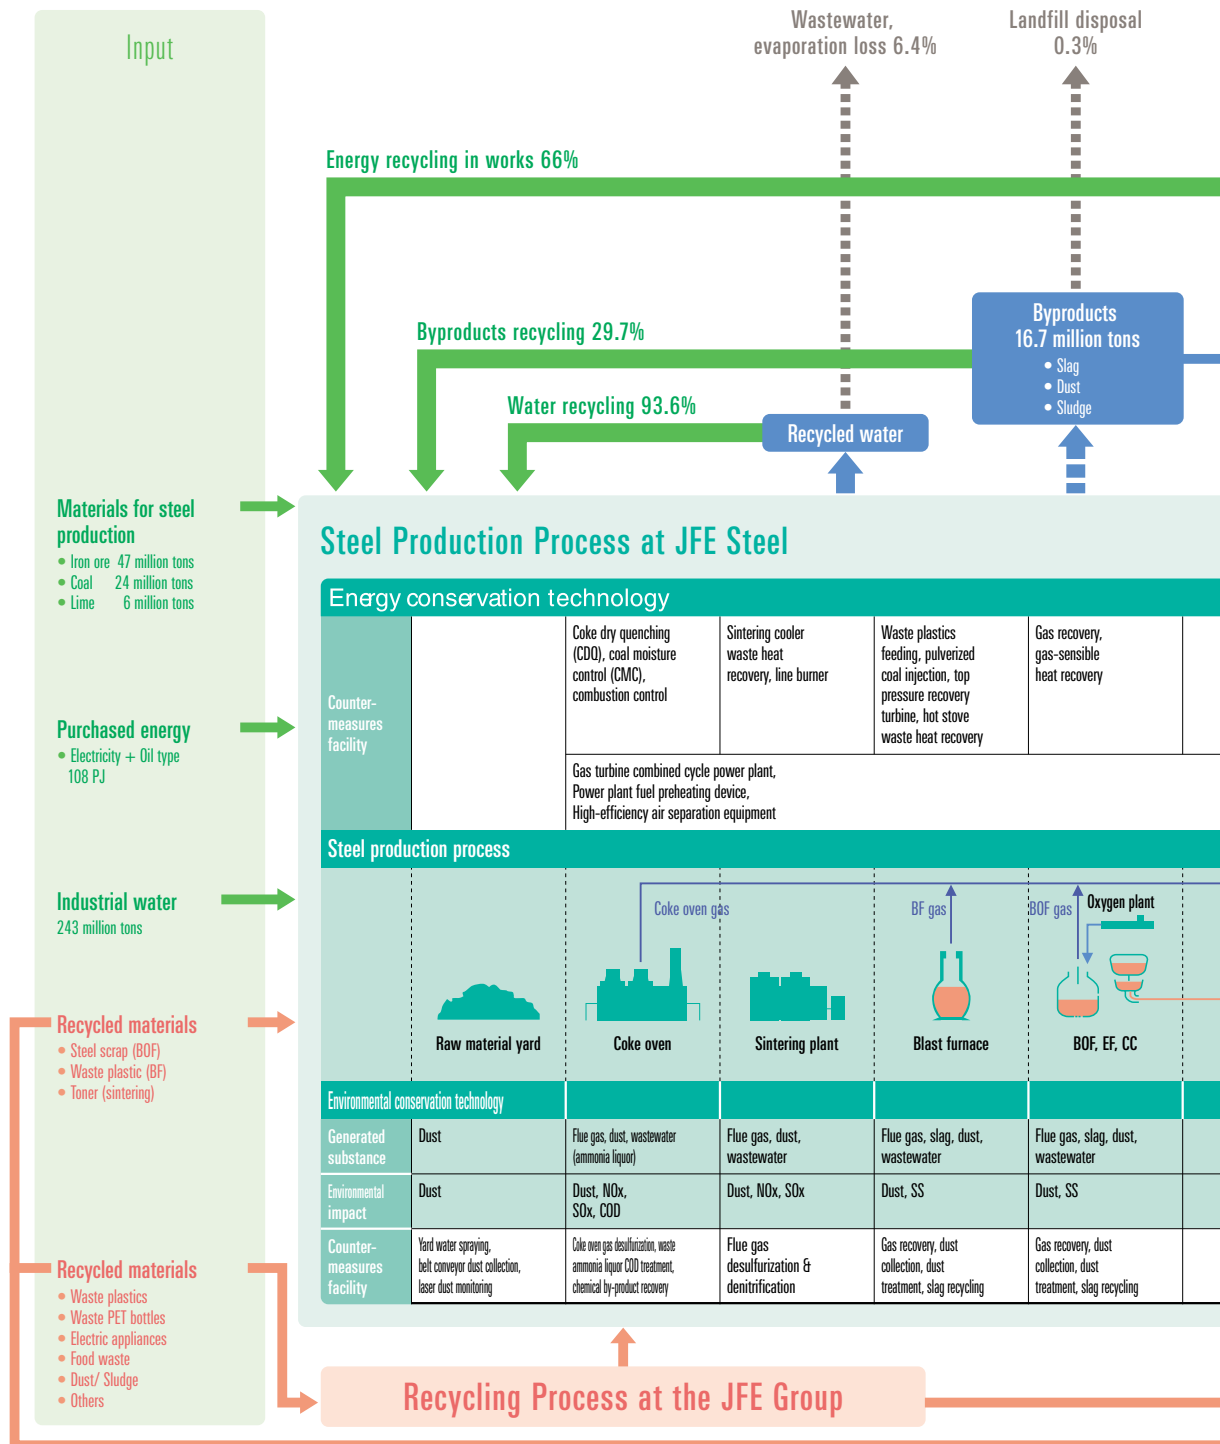 Input
Wastewater,
evaporation loss 6.4%
Landfill disposal
0.3%
Energy recycling in works 66%
Byproducts
16.7 million tons
• Slag
• Dust
• Sludge
Byproducts recycling 29.7%
Water recycling 93.6%
Recycled water
Materials for steel
production
• Iron ore 47 million tons
• Coal 24 million tons
• Lime 6 million tons
Purchased energy
• Electricity + Oil type
108 PJ
Industrial water
243 million tons
Recycled materials
• Steel scrap (BOF)
• Waste plastic (BF)
• Toner (sintering)
Recycled materials
• Waste plastics
• Waste PET bottles
• Electric appliances
• Food waste
• Dust/ Sludge
• Others
Steel Production Process at JFE Steel
Energy conservation technology
Counter-
measures
facility
Coke dry quenching
(CDQ), coal moisture
control (CMC),
combustion control
Sintering cooler
waste heat
recovery, line burner
Waste plastics
feeding, pulverized
coal injection, top
pressure recovery
turbine, hot stove
waste heat recovery
Gas recovery,
gas-sensible
heat recovery
Gas turbine combined cycle power plant,
Power plant fuel preheating device,
High-efficiency air separation equipment
Steel production process
Coke oven gas
BF gas
BOF gas
Oxygen plant
Raw material yard
Coke oven
Sintering plant
Blast furnace
BOF, EF, CC
Environmental conservation technology
Generated
substance
Dust
Flue gas, dust, wastewater
(ammonia liquor)
Flue gas, dust,
wastewater
Flue gas, slag, dust,
wastewater
Flue gas, slag, dust,
wastewater
Environmental
impact
Dust
Dust, NOx,
SOx, COD
Dust, NOx, SOx
Dust, SS
Dust, SS
Counter-
measures
facility
Yard water spraying,
belt conveyor dust collection,
laser dust monitoring
Coke oven gas desulfurization, waste
ammonia liquor COD treatment,
chemical by-product recovery
Flue gas
desulfurization &
denitrification
Gas recovery, dust
collection, dust
treatment, slag recycling
Gas recovery, dust
collection, dust
treatment, slag recycling
Recycling Process at the JFE Group